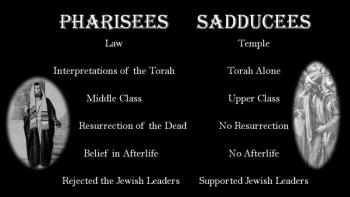 PHARISEES SADDUCEES
Law Temple
Interpretations of the Torah Torah Alone
Middle Class Upper Class
Resurrection of the Dead No Resurrection
Belief in Afterlife No Afterlife
Rejected the Jewish Leaders Supported Jewish Leaders